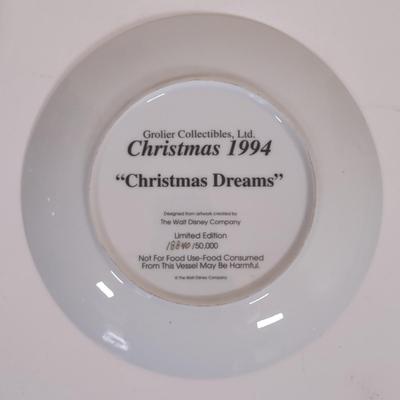 Grolier Collectibles, Ltd.
Christmas 1994
“Christmas Dreams”
Designed from artwork created by
The Walt Disney Company
Limited Edition
18840/50,000
Not For Food Use-Food Consumed
From This Vessel May Be Harmful.
© The Walt Disney Company